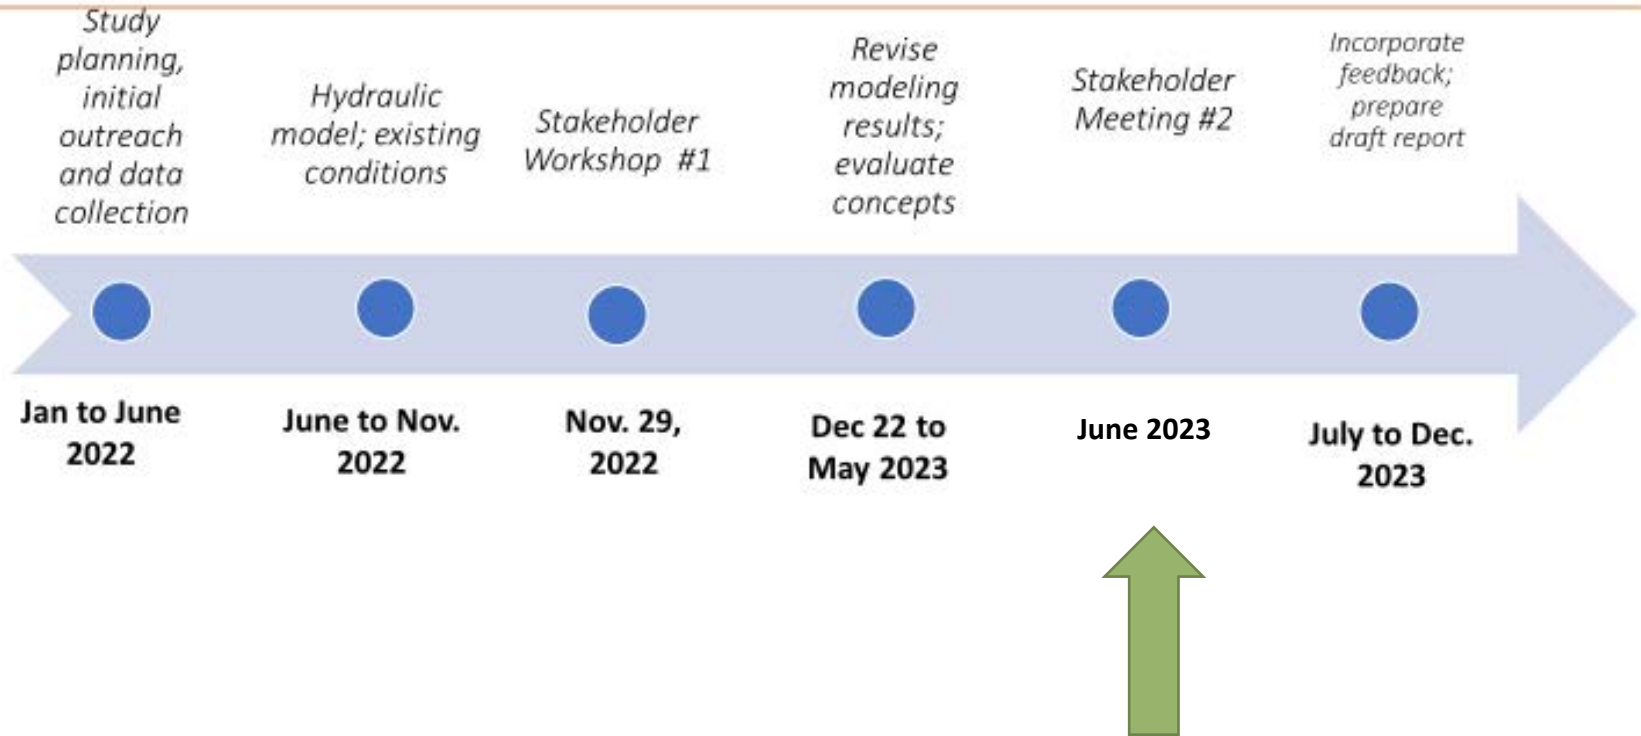 Study
planning,
initial
outreach
and data
collection
Hydraulic
model; existing
conditions
Stakeholder
Workshop #1
Revise
modeling
results;
evaluate
concepts
Stakeholder
Meeting #2
Incorporate
feedback;
prepare
draft report
Jan to June
2022
June to Nov.
2022
Nov. 29,
2022
Dec 22 to
May 2023
June 2023
July to Dec.
2023